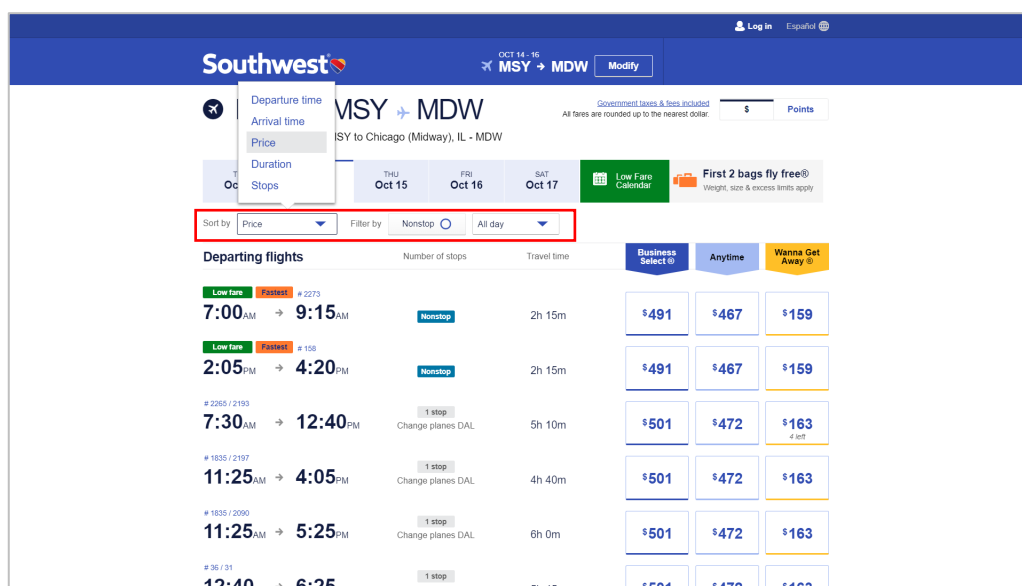 Log in Español
Southwest®
OCT 14 - 16
MSY → MDW
Modify
Departure time
Arrival time
Price
Duration
Stops
MSY MDW
MSY to Chicago (Midway), IL - MDW
Government taxes & fees included
All fares are rounded up to the nearest dollar.
$ Points
THU
Oct 15
FRI
Oct 16
SAT
Oct 17
Low Fare
Calendar
First 2 bags fly free®
Weight, size & excess limits apply
Sort by Price Filter by Nonstop All day
Departing flights Number of stops Travel time Business Select ® Anytime Wanna Get Away ®
Low fare Fastest # 2273
7:00AM → 9:15AM Nonstop 2h 15m $491 $467 $159
Low fare Fastest # 158
2:05PM → 4:20PM Nonstop 2h 15m $491 $467 $159
# 2265 / 2193
7:30AM → 12:40PM 1 stop Change planes DAL 5h 10m $501 $472 $163
4 left
# 1835 / 2197
11:25AM → 4:05PM 1 stop Change planes DAL 4h 40m $501 $472 $163
# 1835 / 2090
11:25AM → 5:25PM 1 stop Change planes DAL 6h 0m $501 $472 $163
# 36 / 31
12:40 → 6:25 1 stop